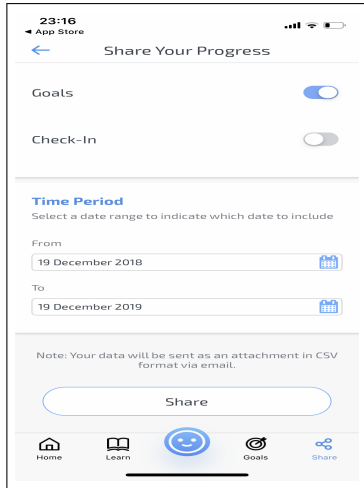 23:16
◀ App Store
Share Your Progress
Goals
Check-In
Time Period
Select a date range to indicate which date to include
From
19 December 2018
To
19 December 2019
Note: Your data will be sent as an attachment in CSV
format via email.
Share
Home Learn Goals Share